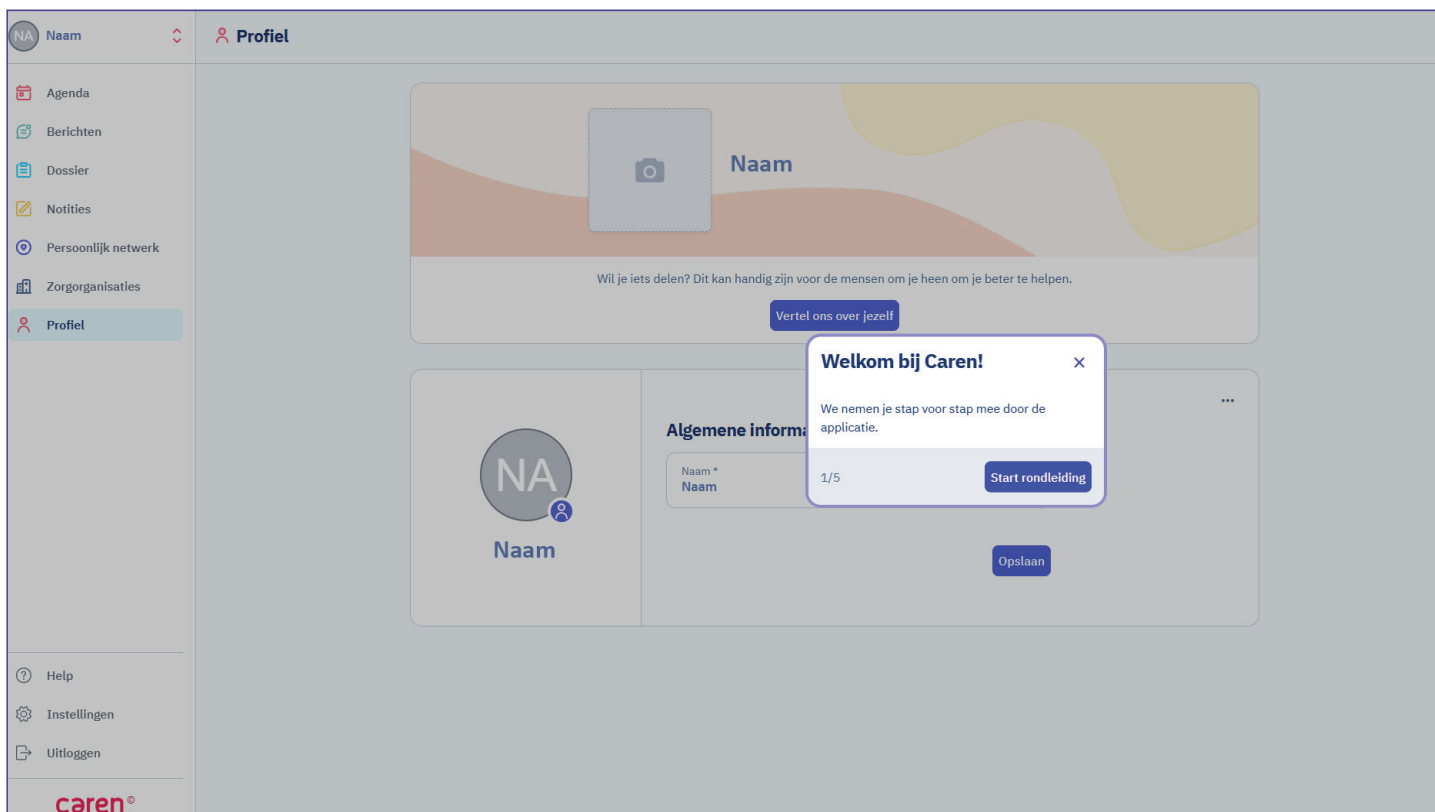 NA Naam
Profiel
Agenda
Berichten
Dossier
Notities
Persoonlijk netwerk
Zorgorganisaties
Profiel
Naam
Wil je iets delen? Dit kan handig zijn voor de mensen om je heen om je beter te helpen.
Vertel ons over jezelf
Welkom bij Caren!
We nemen je stap voor stap mee door de
applicatie.
1/5 Start rondleiding
NA
Naam
Algemene informa
Naam *
Naam
Opslaan
Help
Instellingen
Uitloggen
caren©